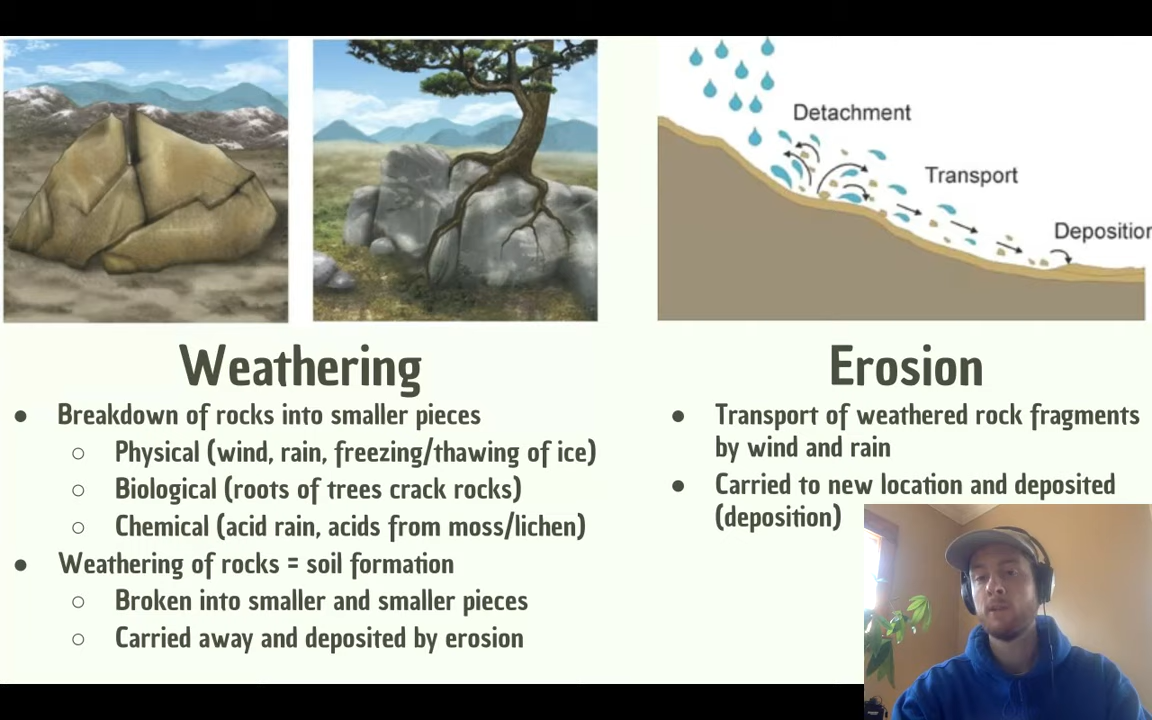 Detachment
Transport
Deposition
Weathering
● Breakdown of rocks into smaller pieces
○ Physical (wind, rain, freezing/thawing of ice)
○ Biological (roots of trees crack rocks)
○ Chemical (acid rain, acids from moss/lichen)
● Weathering of rocks = soil formation
○ Broken into smaller and smaller pieces
○ Carried away and deposited by erosion
Erosion
● Transport of weathered rock fragments
by wind and rain
● Carried to new location and deposited
(deposition)